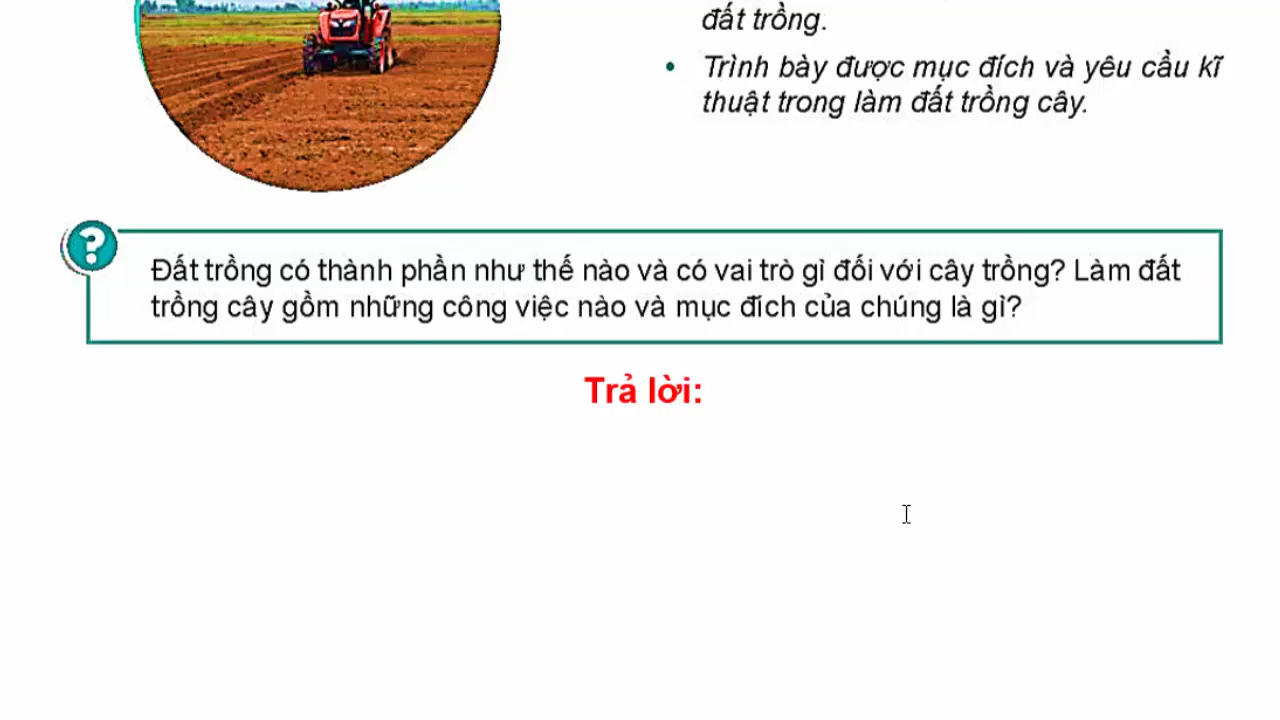 đất trồng.
• Trình bày được mục đích và yêu cầu kĩ
thuật trong làm đất trồng cây.
?
Đất trồng có thành phần như thế nào và có vai trò gì đối với cây trồng? Làm đất
trồng cây gồm những công việc nào và mục đích của chúng là gì?
Trả lời: